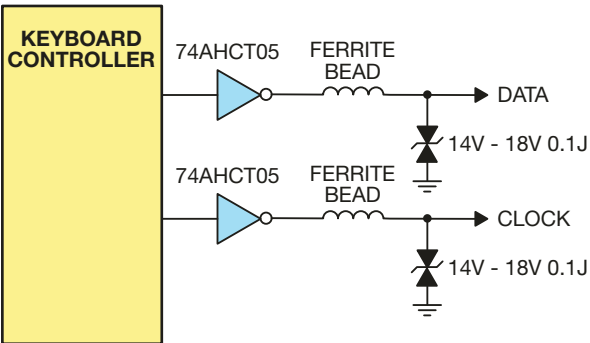 KEYBOARD
CONTROLLER
74AHCT05
FERRITE
BEAD
DATA
14V - 18V 0.1J
74AHCT05
FERRITE
BEAD
CLOCK
14V - 18V 0.1J